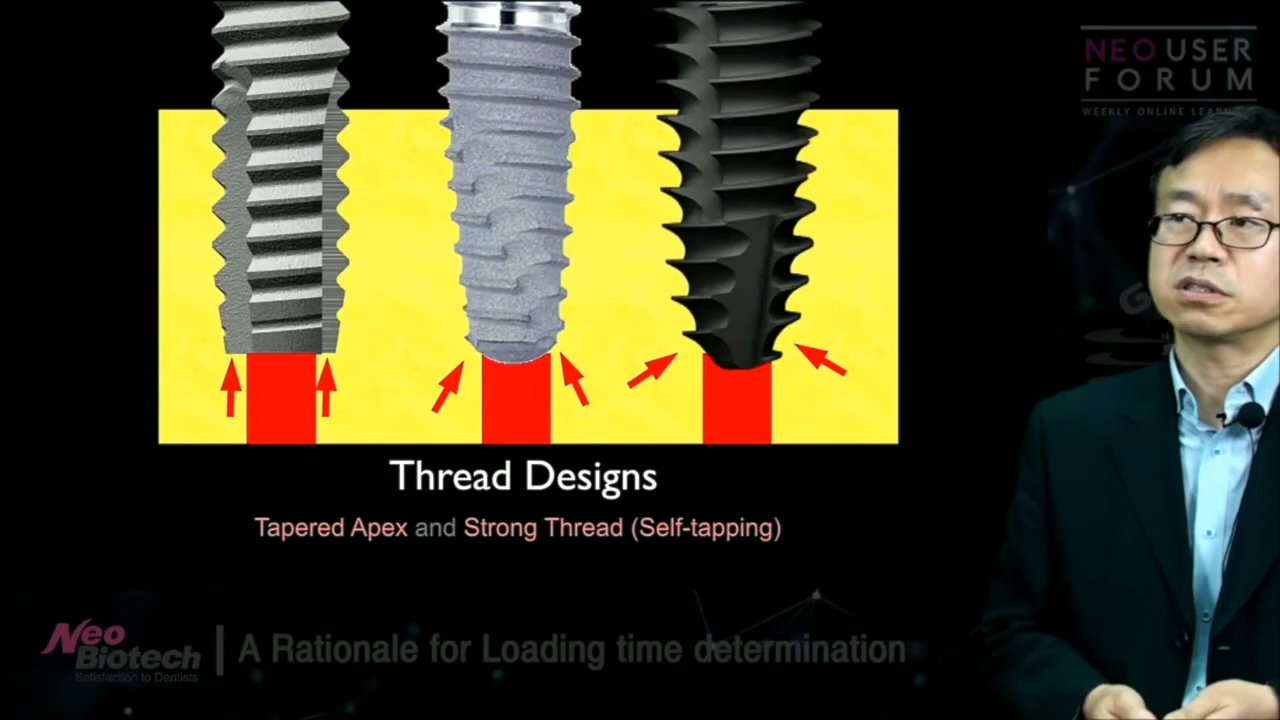 NEO USER
FORUM
Thread Designs
Tapered Apex and Strong Thread (Self-tapping)
Neo
Biotech
Satisfaction to Dentists
A Rationale for Loading time determination
WEEKLY ONLINE